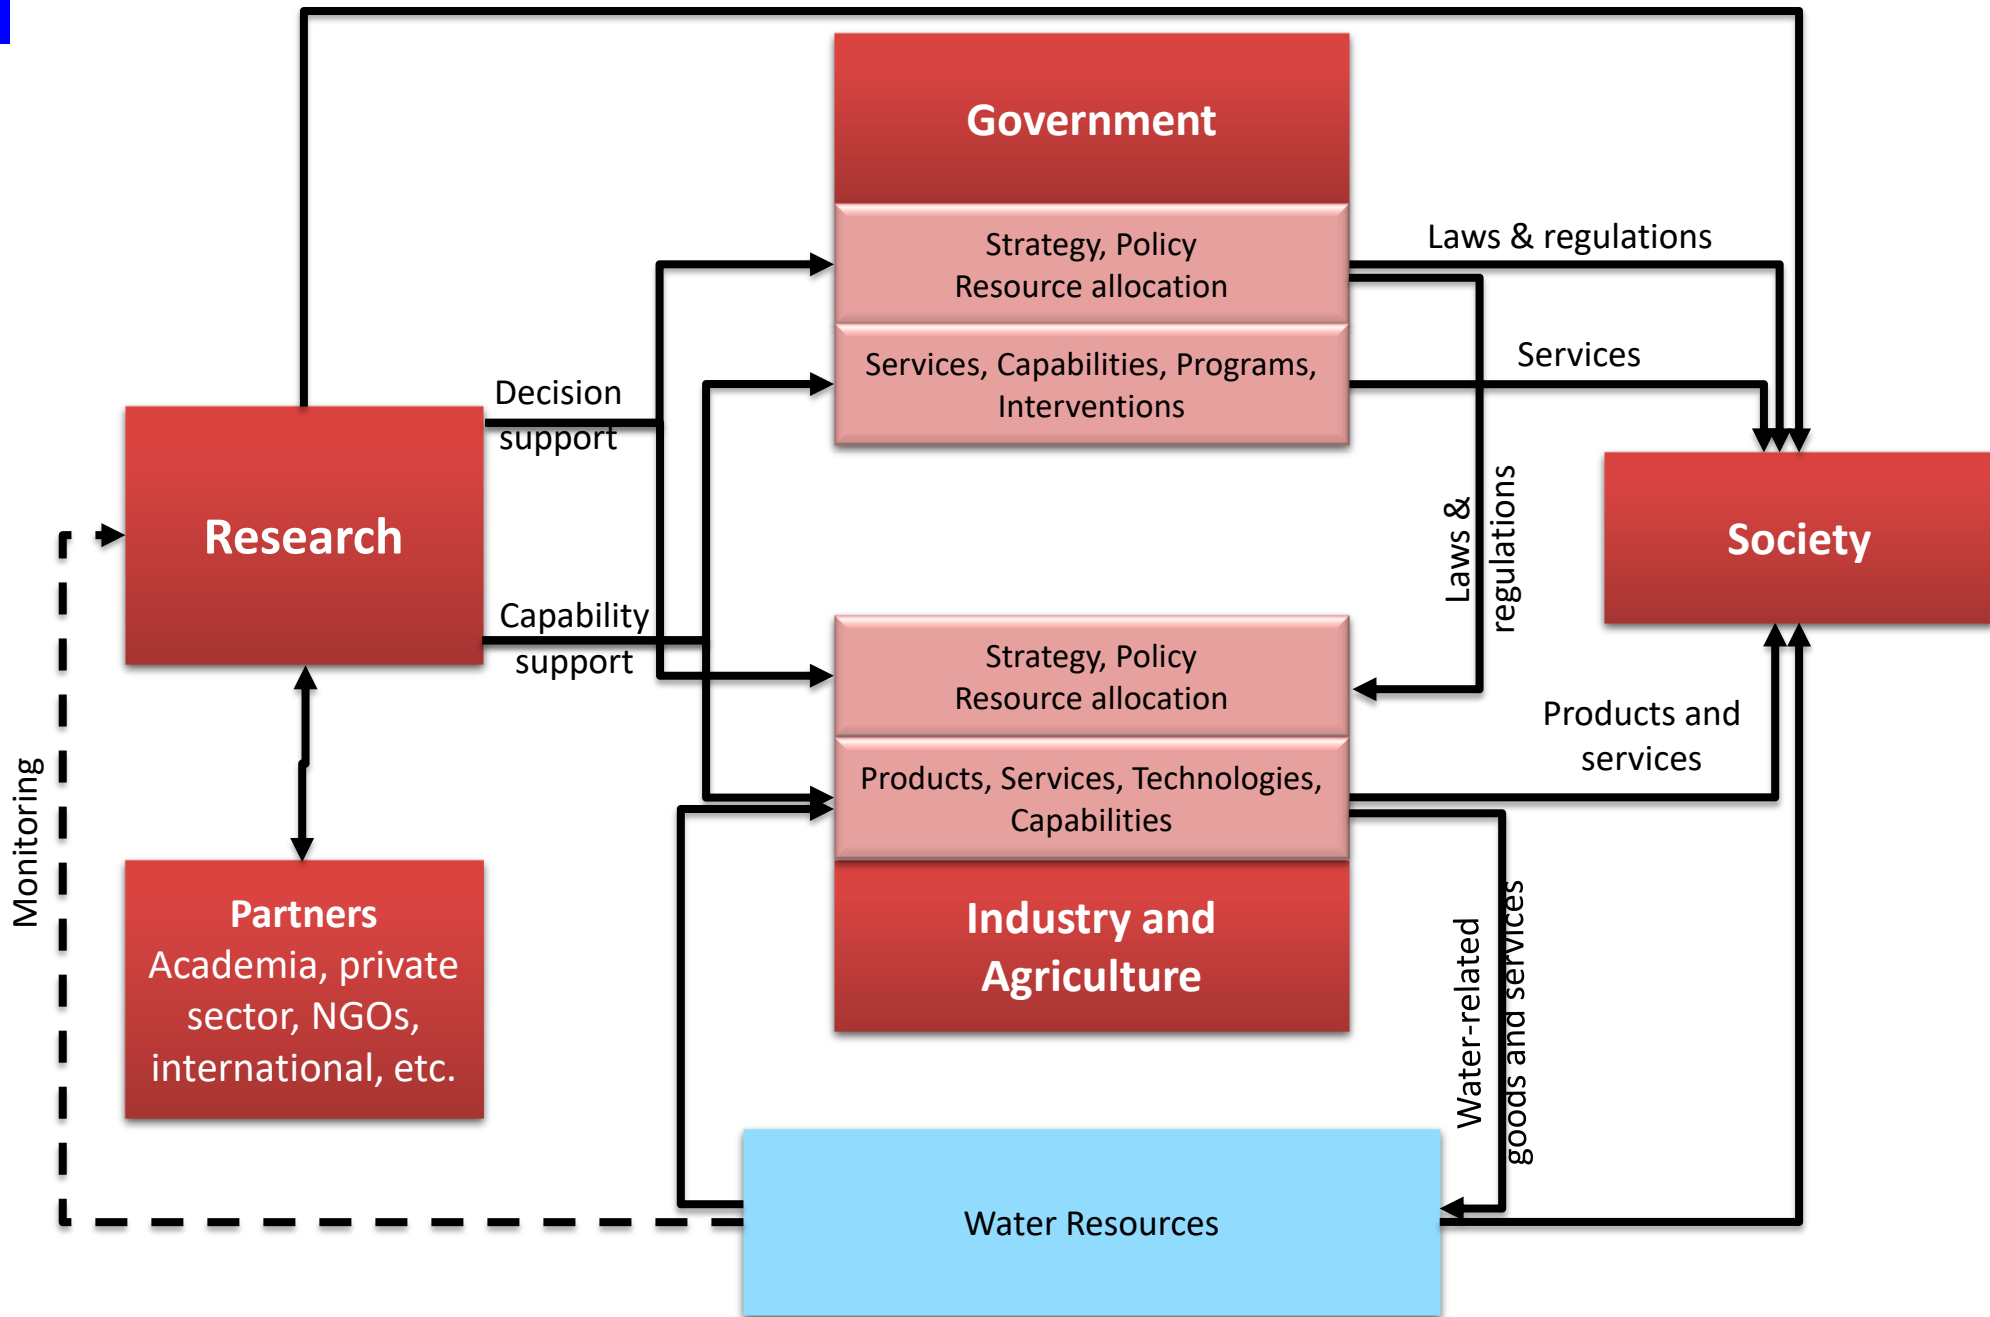 Government
Strategy, Policy
Resource allocation
Services, Capabilities, Programs,
Interventions
Laws & regulations
Services
Decision
support
Research
Capability
support
Laws &
regulations
Society
Strategy, Policy
Resource allocation
Products, Services, Technologies,
Capabilities
Industry and
Agriculture
Products and
services
Monitoring
Partners
Academia, private
sector, NGOs,
international, etc.
Water-related
goods and services
Water Resources